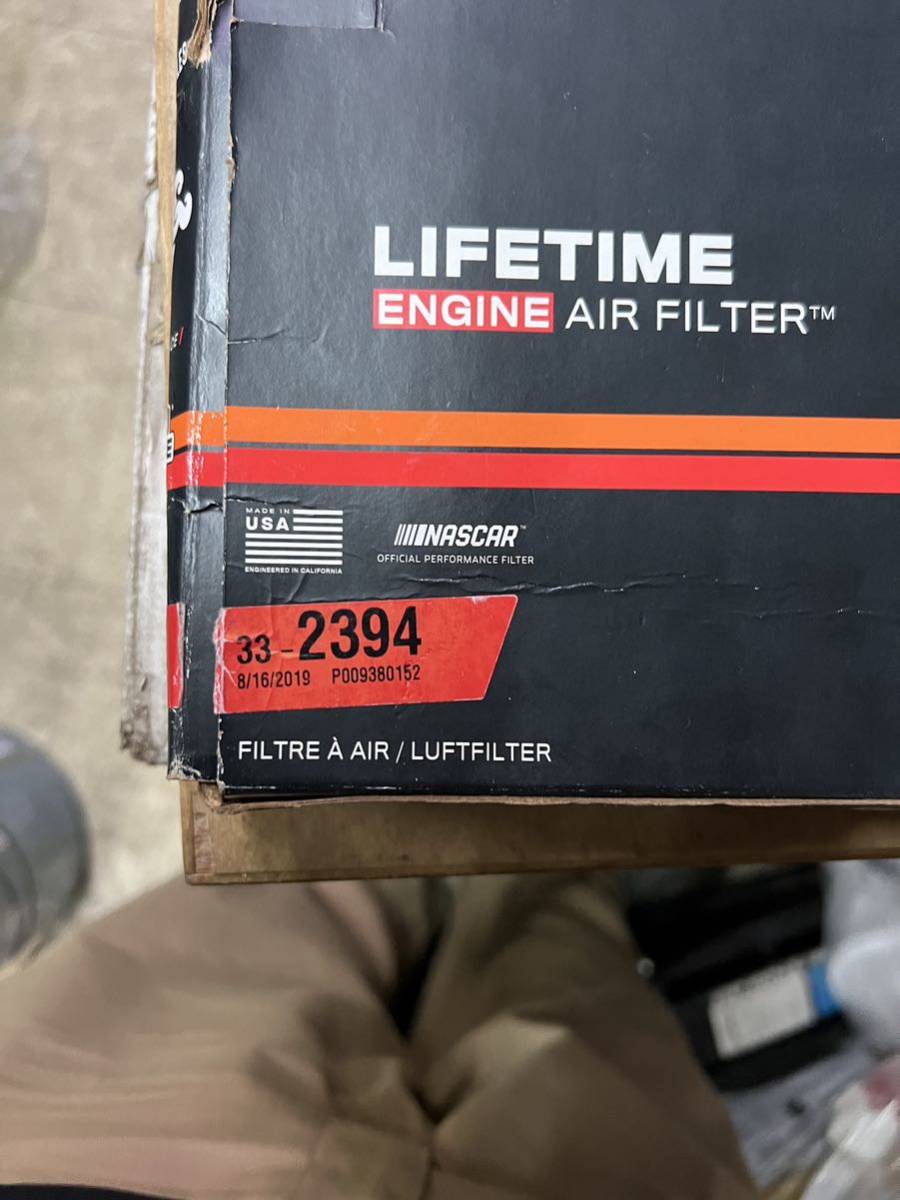 LIFETIME
ENGINE AIR FILTER™
MADE IN
USA
ENGINEERED IN CALIFORNIA
NASCAR™
OFFICIAL PERFORMANCE FILTER
33-2394
8/16/2019 P009380152
FILTRE À AIR / LUFTFILTER